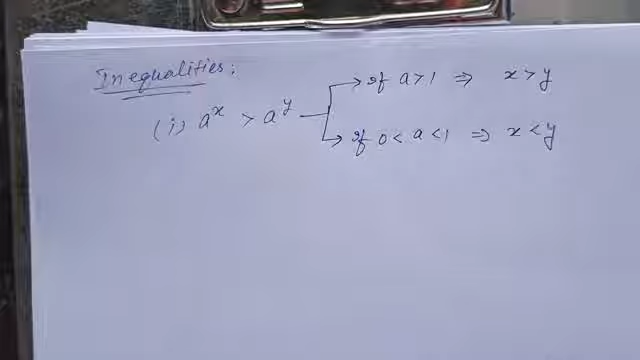 Inequalities:
if a>1 ⇒ x>y
(i) a^x > a^y
if 0< a <1 ⇒ x<y